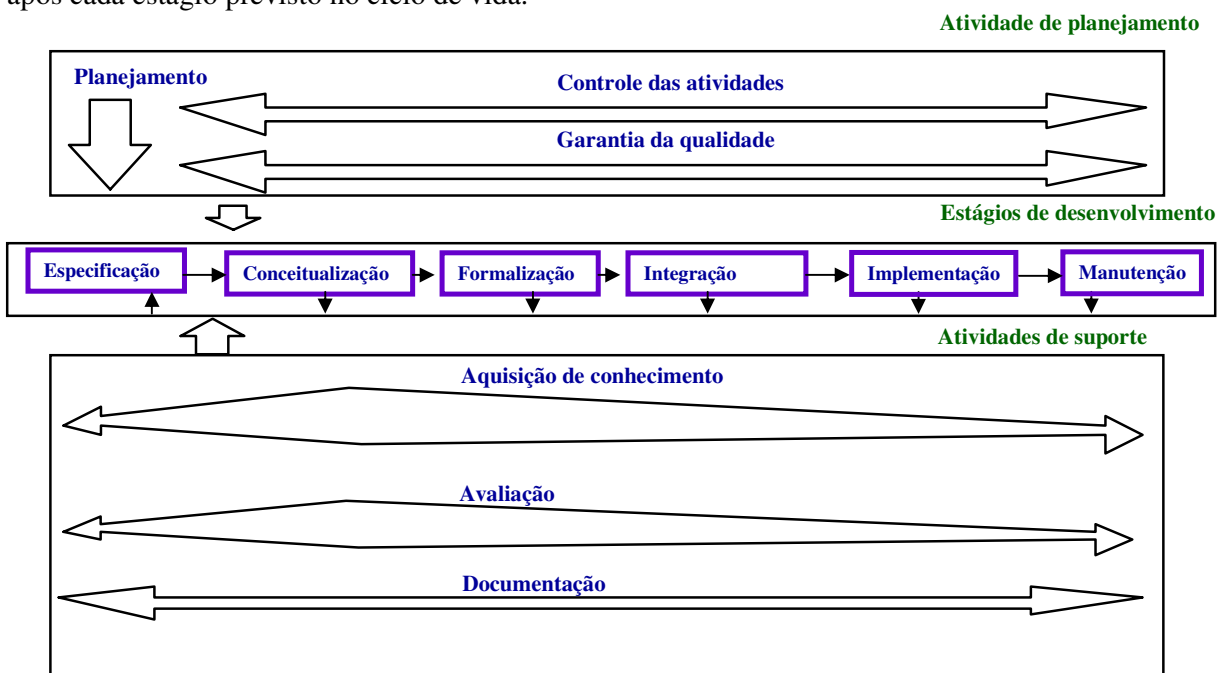 após cada estágio previsto no ciclo de vida.
Atividade de planejamento
Planejamento
Controle das atividades
Garantia da qualidade
Estágios de desenvolvimento
Especificação
Conceitualização
Formalização
Integração
Implementação
Manutenção
Atividades de suporte
Aquisição de conhecimento
Avaliação
Documentação